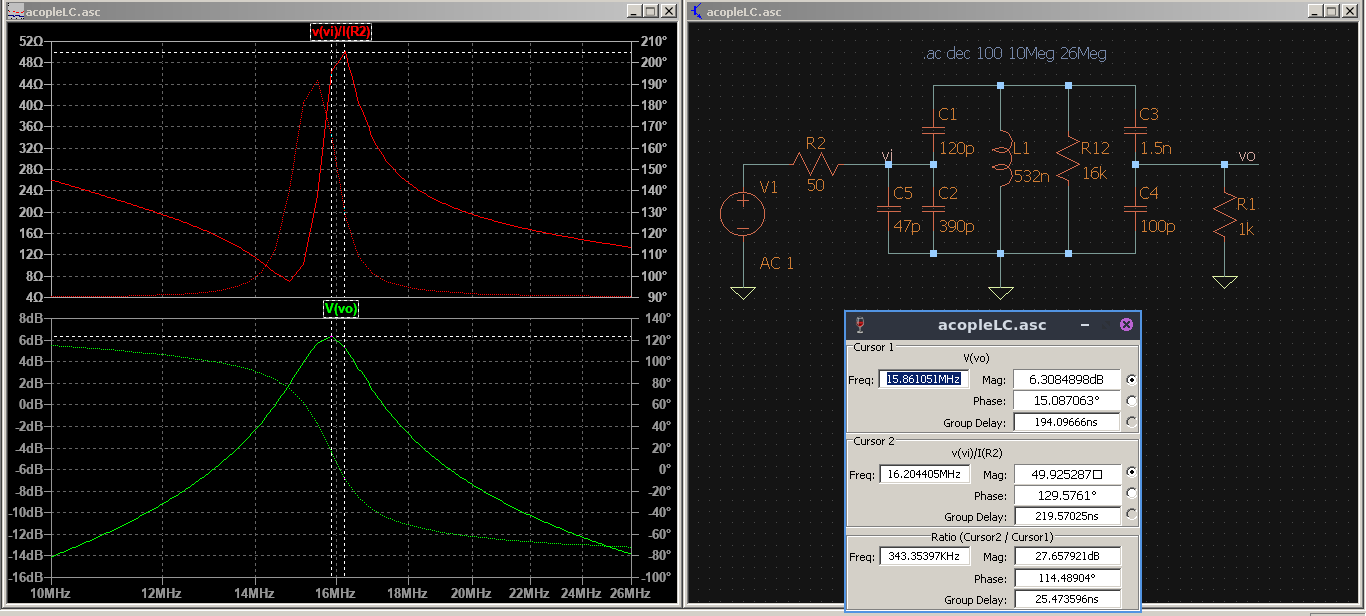 acopleLC.asc
v(vi)/I(R2)
52Ω
48Ω
44Ω
40Ω
36Ω
32Ω
28Ω
24Ω
20Ω
16Ω
12Ω
8Ω
4Ω
210°
200°
190°
180°
170°
160°
150°
140°
130°
120°
110°
100°
90°
V(vo)
8dB
6dB
4dB
2dB
0dB
-2dB
-4dB
-6dB
-8dB
-10dB
-12dB
-14dB
-16dB
140°
120°
100°
80°
60°
40°
20°
0°
-20°
-40°
-60°
-80°
-100°
10MHz 12MHz 14MHz 16MHz 18MHz 20MHz 22MHz 24MHz 26MHz
acopleLC.asc
.ac dec 100 10Meg 26Meg
C1
120p
C3
1.5n
R2
50
vi
L1
532n
R12
16k
vo
V1
AC 1
C5
47p
C2
390p
C4
100p
R1
1k
acopleLC.asc
Cursor 1
V(vo)
Freq: 15.861051MHz Mag: 6.3084898dB
Phase: 15.087063°
Group Delay: 194.09666ns
Cursor 2
v(vi)/I(R2)
Freq: 16.204405MHz Mag: 49.925287□
Phase: 129.5761°
Group Delay: 219.57025ns
Ratio (Cursor2 / Cursor1)
Freq: 343.35397KHz Mag: 27.657921dB
Phase: 114.48904°
Group Delay: 25.473596ns